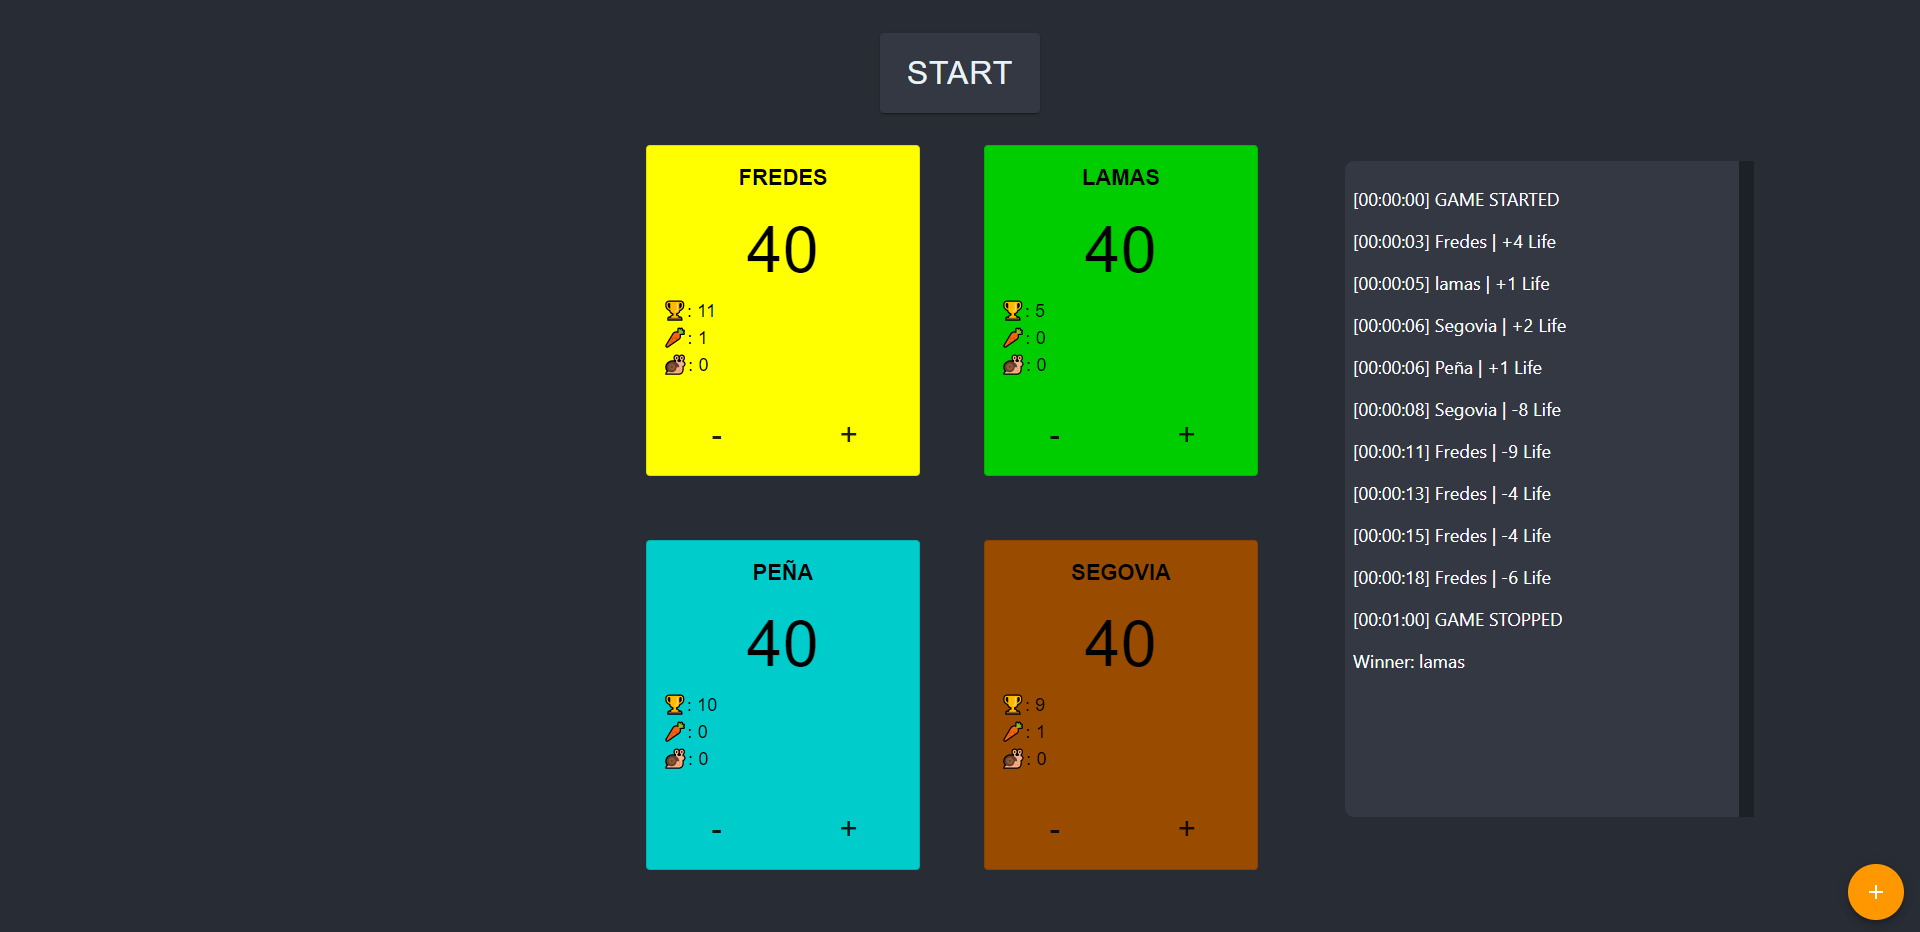 START
FREDES
40
🏆: 11
🥕: 1
🐌: 0
- +
LAMAS
40
🏆: 5
🥕: 0
🐌: 0
- +
PEÑA
40
🏆: 10
🥕: 0
🐌: 0
- +
SEGOVIA
40
🏆: 9
🥕: 1
🐌: 0
- +
[00:00:00] GAME STARTED
[00:00:03] Fredes | +4 Life
[00:00:05] lamas | +1 Life
[00:00:06] Segovia | +2 Life
[00:00:06] Peña | +1 Life
[00:00:08] Segovia | -8 Life
[00:00:11] Fredes | -9 Life
[00:00:13] Fredes | -4 Life
[00:00:15] Fredes | -4 Life
[00:00:18] Fredes | -6 Life
[00:01:00] GAME STOPPED
Winner: lamas
+